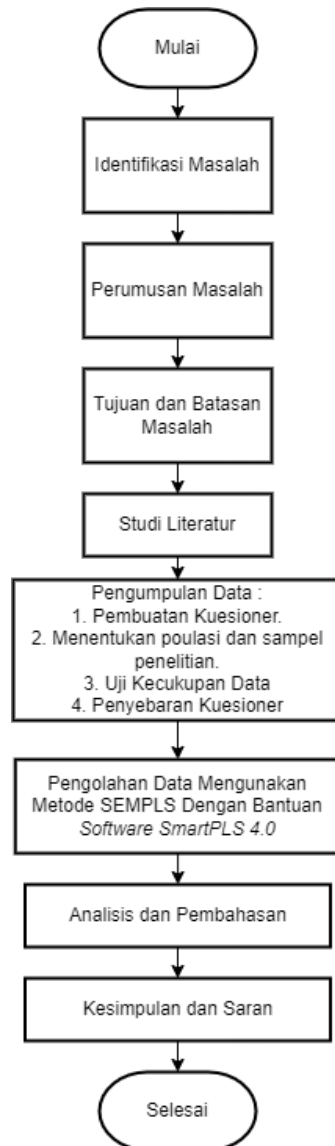 Mulai
Identifikasi Masalah
Perumusan Masalah
Tujuan dan Batasan
Masalah
Studi Literatur
Pengumpulan Data :
1. Pembuatan Kuesioner.
2. Menentukan poulasi dan sampel
penelitian.
3. Uji Kecukupan Data
4. Penyebaran Kuesioner
Pengolahan Data Mengunakan
Metode SEMPLS Dengan Bantuan
Software SmartPLS 4.0
Analisis dan Pembahasan
Kesimpulan dan Saran
Selesai